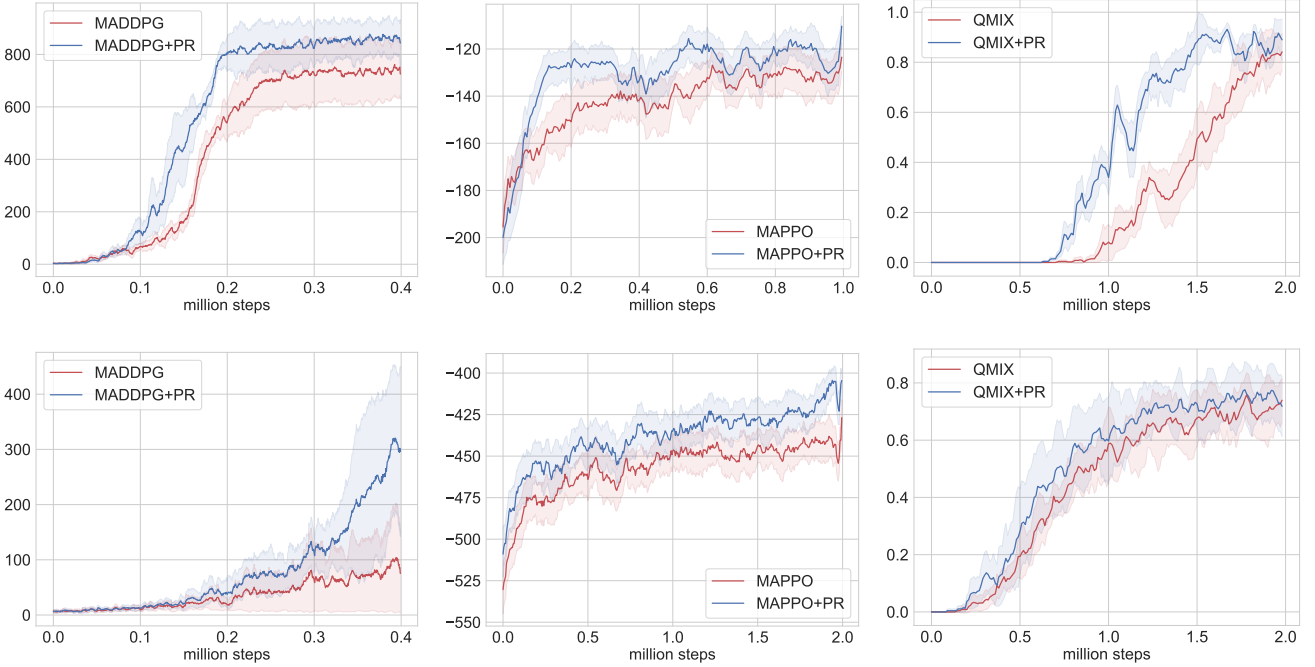 MADDPG
MADDPG+PR
800
600
400
200
0
0.0 0.1 0.2 0.3 0.4
million steps
−120
−140
−160
−180
−200
MAPPO
MAPPO+PR
0.0 0.2 0.4 0.6 0.8 1.0
million steps
1.0
QMIX
QMIX+PR
0.8
0.6
0.4
0.2
0.0
0.0 0.5 1.0 1.5 2.0
million steps
MADDPG
MADDPG+PR
400
300
200
100
0
0.0 0.1 0.2 0.3 0.4
million steps
−400
−425
−450
−475
−500
−525
−550
MAPPO
MAPPO+PR
0.0 0.5 1.0 1.5 2.0
million steps
QMIX
QMIX+PR
0.8
0.6
0.4
0.2
0.0
0.0 0.5 1.0 1.5 2.0
million steps